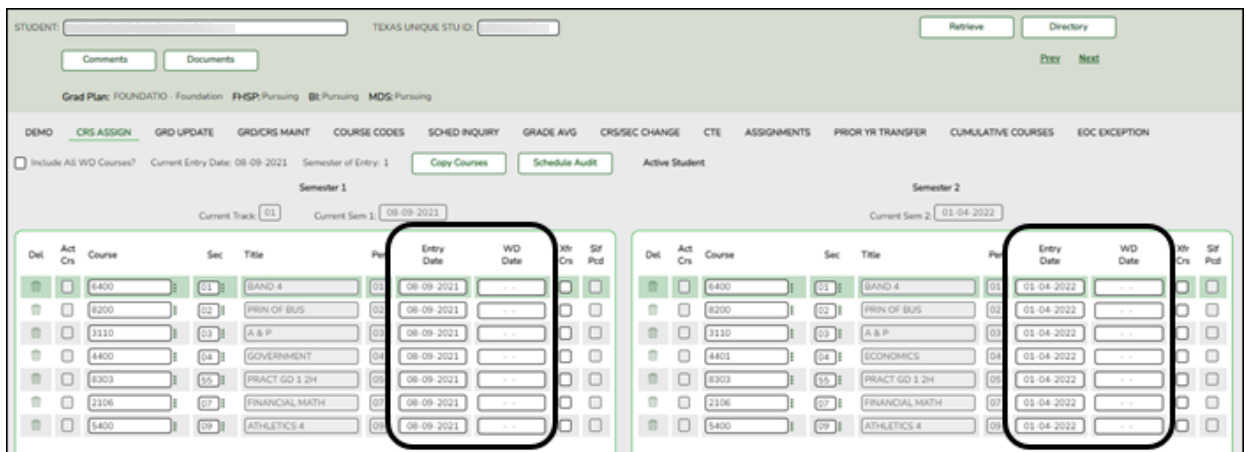 STUDENT: TEXAS UNIQUE STU ID: Retrieve Directory
Comments Documents Prev Next
Grad Plan: FOUNDATIO - Foundation FHSP: Pursuing BI: Pursuing MDS: Pursuing
DEMO CRS ASSIGN GRD UPDATE GRD/CRS MAINT COURSE CODES SCHED INQUIRY GRADE AVG CRS/SEC CHANGE CTE ASSIGNMENTS PRIOR YR TRANSFER CUMULATIVE COURSES EOC EXCEPTION
Include All WD Courses? Current Entry Date: 08-09-2021 Semester of Entry: 1 Copy Courses Schedule Audit Active Student
Semester 1 Semester 2
Current Track: 01 Current Sem 1: 08-09-2021 Current Sem 2: 01-04-2022
Del Act Crs Course Sec Title Per Entry Date WD Date Xfr Crs Slf Pcd Del Act Crs Course Sec Title Per Entry Date WD Date Xfr Crs Slf Pcd
6400 01 BAND 4 01 08-09-2021 - - 6400 01 BAND 4 01 01-04-2022 - -
8200 02 PRIN OF BUS 02 08-09-2021 - - 8200 02 PRIN OF BUS 02 01-04-2022 - -
3110 03 A & P 03 08-09-2021 - - 3110 03 A & P 03 01-04-2022 - -
4400 04 GOVERNMENT 04 08-09-2021 - - 4401 04 ECONOMICS 04 01-04-2022 - -
8303 55 PRACT GD 1 2H 05 08-09-2021 - - 8303 55 PRACT GD 1 2H 05 01-04-2022 - -
2106 07 FINANCIAL MATH 07 08-09-2021 - - 2106 07 FINANCIAL MATH 07 01-04-2022 - -
5400 09 ATHLETICS 4 09 08-09-2021 - - 5400 09 ATHLETICS 4 09 01-04-2022 - -